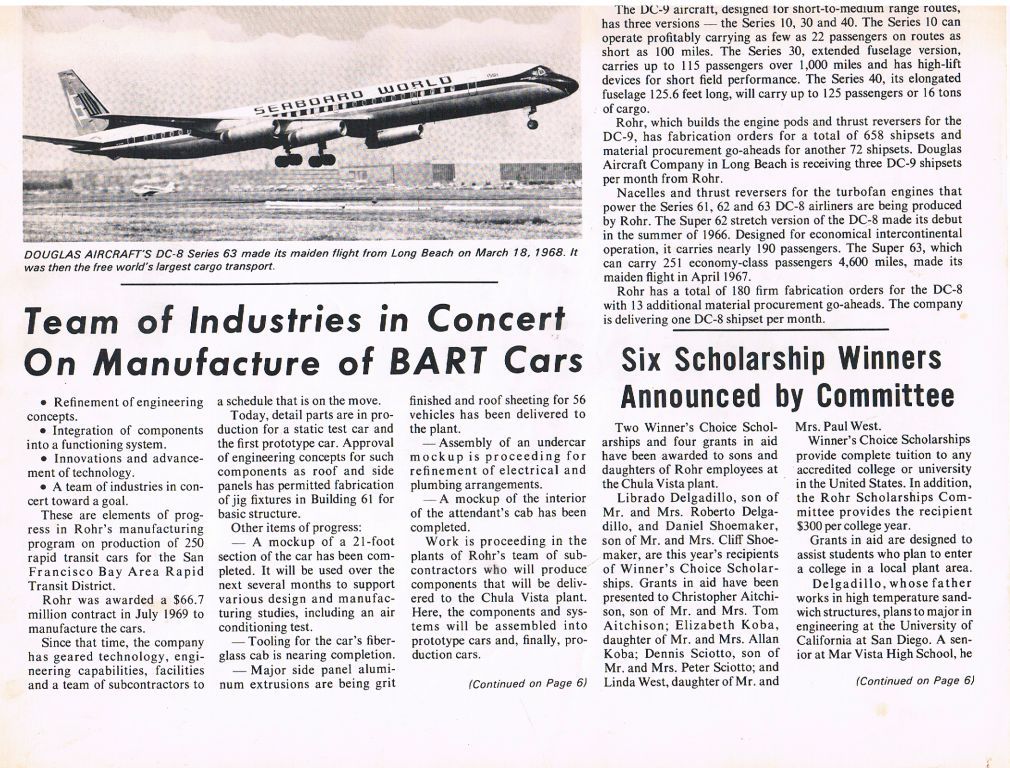 SEABOARD WORLD
DOUGLAS AIRCRAFT'S DC-8 Series 63 made its maiden flight from Long Beach on March 18, 1968. It
was then the free world's largest cargo transport.
The DC-9 aircraft, designed for short-to-medium range routes,
has three versions — the Series 10, 30 and 40. The Series 10 can
operate profitably carrying as few as 22 passengers on routes as
short as 100 miles. The Series 30, extended fuselage version,
carries up to 115 passengers over 1,000 miles and has high-lift
devices for short field performance. The Series 40, its elongated
fuselage 125.6 feet long, will carry up to 125 passengers or 16 tons
of cargo.
Rohr, which builds the engine pods and thrust reversers for the
DC-9, has fabrication orders for a total of 658 shipsets and
material procurement go-aheads for another 72 shipsets. Douglas
Aircraft Company in Long Beach is receiving three DC-9 shipsets
per month from Rohr.
Nacelles and thrust reversers for the turbofan engines that
power the Series 61, 62 and 63 DC-8 airliners are being produced
by Rohr. The Super 62 stretch version of the DC-8 made its debut
in the summer of 1966. Designed for economical intercontinental
operation, it carries nearly 190 passengers. The Super 63, which
can carry 251 economy-class passengers 4,600 miles, made its
maiden flight in April 1967.
Rohr has a total of 180 firm fabrication orders for the DC-8
with 13 additional material procurement go-aheads. The company
is delivering one DC-8 shipset per month.
Team of Industries in Concert
On Manufacture of BART Cars
• Refinement of engineering
concepts.
• Integration of components
into a functioning system.
• Innovations and advance-
ment of technology.
• A team of industries in con-
cert toward a goal.
These are elements of prog-
ress in Rohr's manufacturing
program on production of 250
rapid transit cars for the San
Francisco Bay Area Rapid
Transit District.
Rohr was awarded a $66.7
million contract in July 1969 to
manufacture the cars.
Since that time, the company
has geared technology, engi-
neering capabilities, facilities
and a team of subcontractors to
a schedule that is on the move.
Today, detail parts are in pro-
duction for a static test car and
the first prototype car. Approval
of engineering concepts for such
components as roof and side
panels has permitted fabrication
of jig fixtures in Building 61 for
basic structure.
Other items of progress:
— A mockup of a 21-foot
section of the car has been com-
pleted. It will be used over the
next several months to support
various design and manufac-
turing studies, including an air
conditioning test.
— Tooling for the car's fiber-
glass cab is nearing completion.
— Major side panel alumi-
num extrusions are being grit
finished and roof sheeting for 56
vehicles has been delivered to
the plant.
— Assembly of an undercar
mockup is proceeding for
refinement of electrical and
plumbing arrangements.
— A mockup of the interior
of the attendant's cab has been
completed.
Work is proceeding in the
plants of Rohr's team of sub-
contractors who will produce
components that will be deliv-
ered to the Chula Vista plant.
Here, the components and sys-
tems will be assembled into
prototype cars and, finally, pro-
duction cars.
(Continued on Page 6)
Six Scholarship Winners
Announced by Committee
Two Winner's Choice Schol-
arships and four grants in aid
have been awarded to sons and
daughters of Rohr employees at
the Chula Vista plant.
Librado Delgadillo, son of
Mr. and Mrs. Roberto Delga-
dillo, and Daniel Shoemaker,
son of Mr. and Mrs. Cliff Shoe-
maker, are this year's recipients
of Winner's Choice Scholar-
ships. Grants in aid have been
presented to Christopher Aitchi-
son, son of Mr. and Mrs. Tom
Aitchison; Elizabeth Koba,
daughter of Mr. and Mrs. Allan
Koba; Dennis Sciotto, son of
Mr. and Mrs. Peter Sciotto; and
Linda West, daughter of Mr. and
Mrs. Paul West.
Winner's Choice Scholarships
provide complete tuition to any
accredited college or university
in the United States. In addition,
the Rohr Scholarships Com-
mittee provides the recipient
$300 per college year.
Grants in aid are designed to
assist students who plan to enter
a college in a local plant area.
Delgadillo, whose father
works in high temperature sand-
wich structures, plans to major in
engineering at the University of
California at San Diego. A sen-
ior at Mar Vista High School, he
(Continued on Page 6)